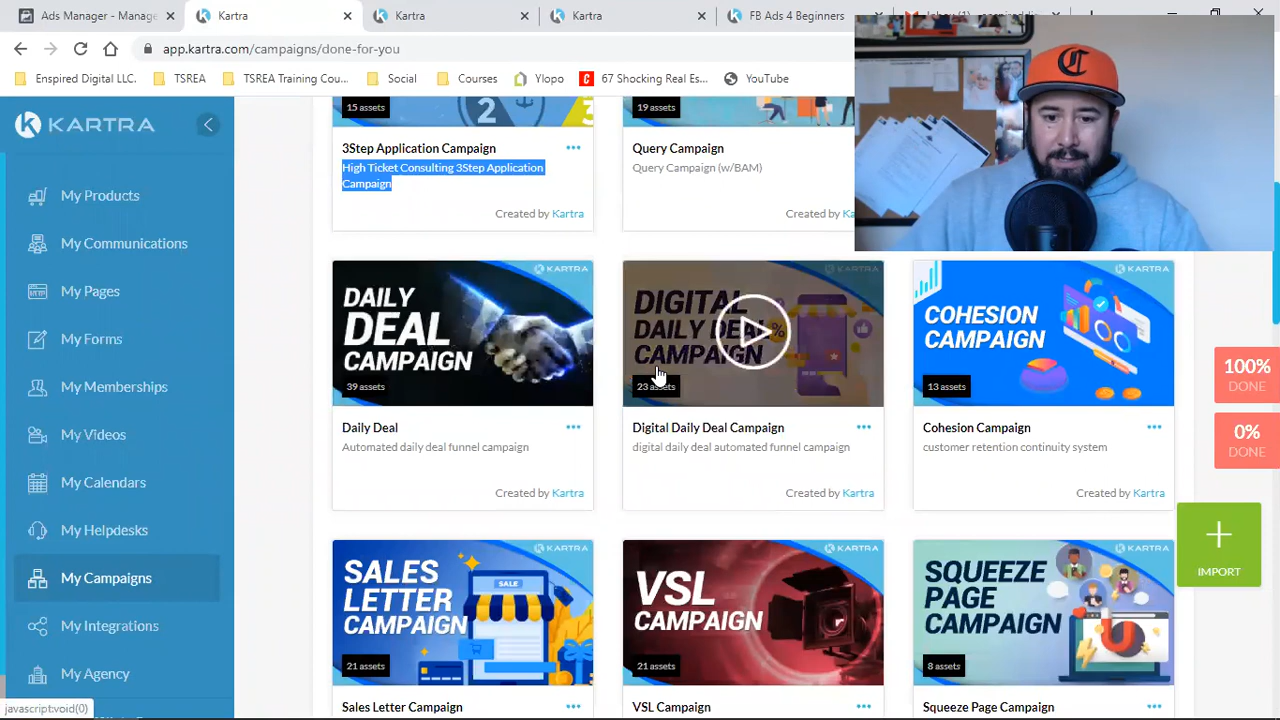 Ads Manager - Manage
Kartra
Kartra
Kartra
FB Ads 4 Beginners
app.kartra.com/campaigns/done-for-you
Enspired Digital LLC.
TSREA
TSREA Training Cou...
Social
Courses
Ylopo
67 Shocking Real Es...
YouTube
KARTRA
My Products
My Communications
My Pages
My Forms
My Memberships
My Videos
My Calendars
My Helpdesks
My Campaigns
My Integrations
My Agency
javascript:void(0)
15 assets
2
3
3Step Application Campaign
High Ticket Consulting 3Step Application
Campaign
Created by Kartra
19 assets
Query Campaign
Query Campaign (w/BAM)
Created by
KARTRA
DAILY
DEAL
CAMPAIGN
39 assets
Daily Deal
Automated daily deal funnel campaign
Created by Kartra
KARTRA
DIGITAL
DAILY DEAL
CAMPAIGN
23 assets
Digital Daily Deal Campaign
digital daily deal automated funnel campaign
Created by Kartra
KARTRA
COHESION
CAMPAIGN
13 assets
Cohesion Campaign
customer retention continuity system
Created by Kartra
KARTRA
SALES
LETTER
CAMPAIGN
SALE
21 assets
Sales Letter Campaign
KARTRA
VSL
CAMPAIGN
21 assets
VSL Campaign
KARTRA
SQUEEZE
PAGE
CAMPAIGN
8 assets
Squeeze Page Campaign
100%
DONE
0%
DONE
IMPORT
C